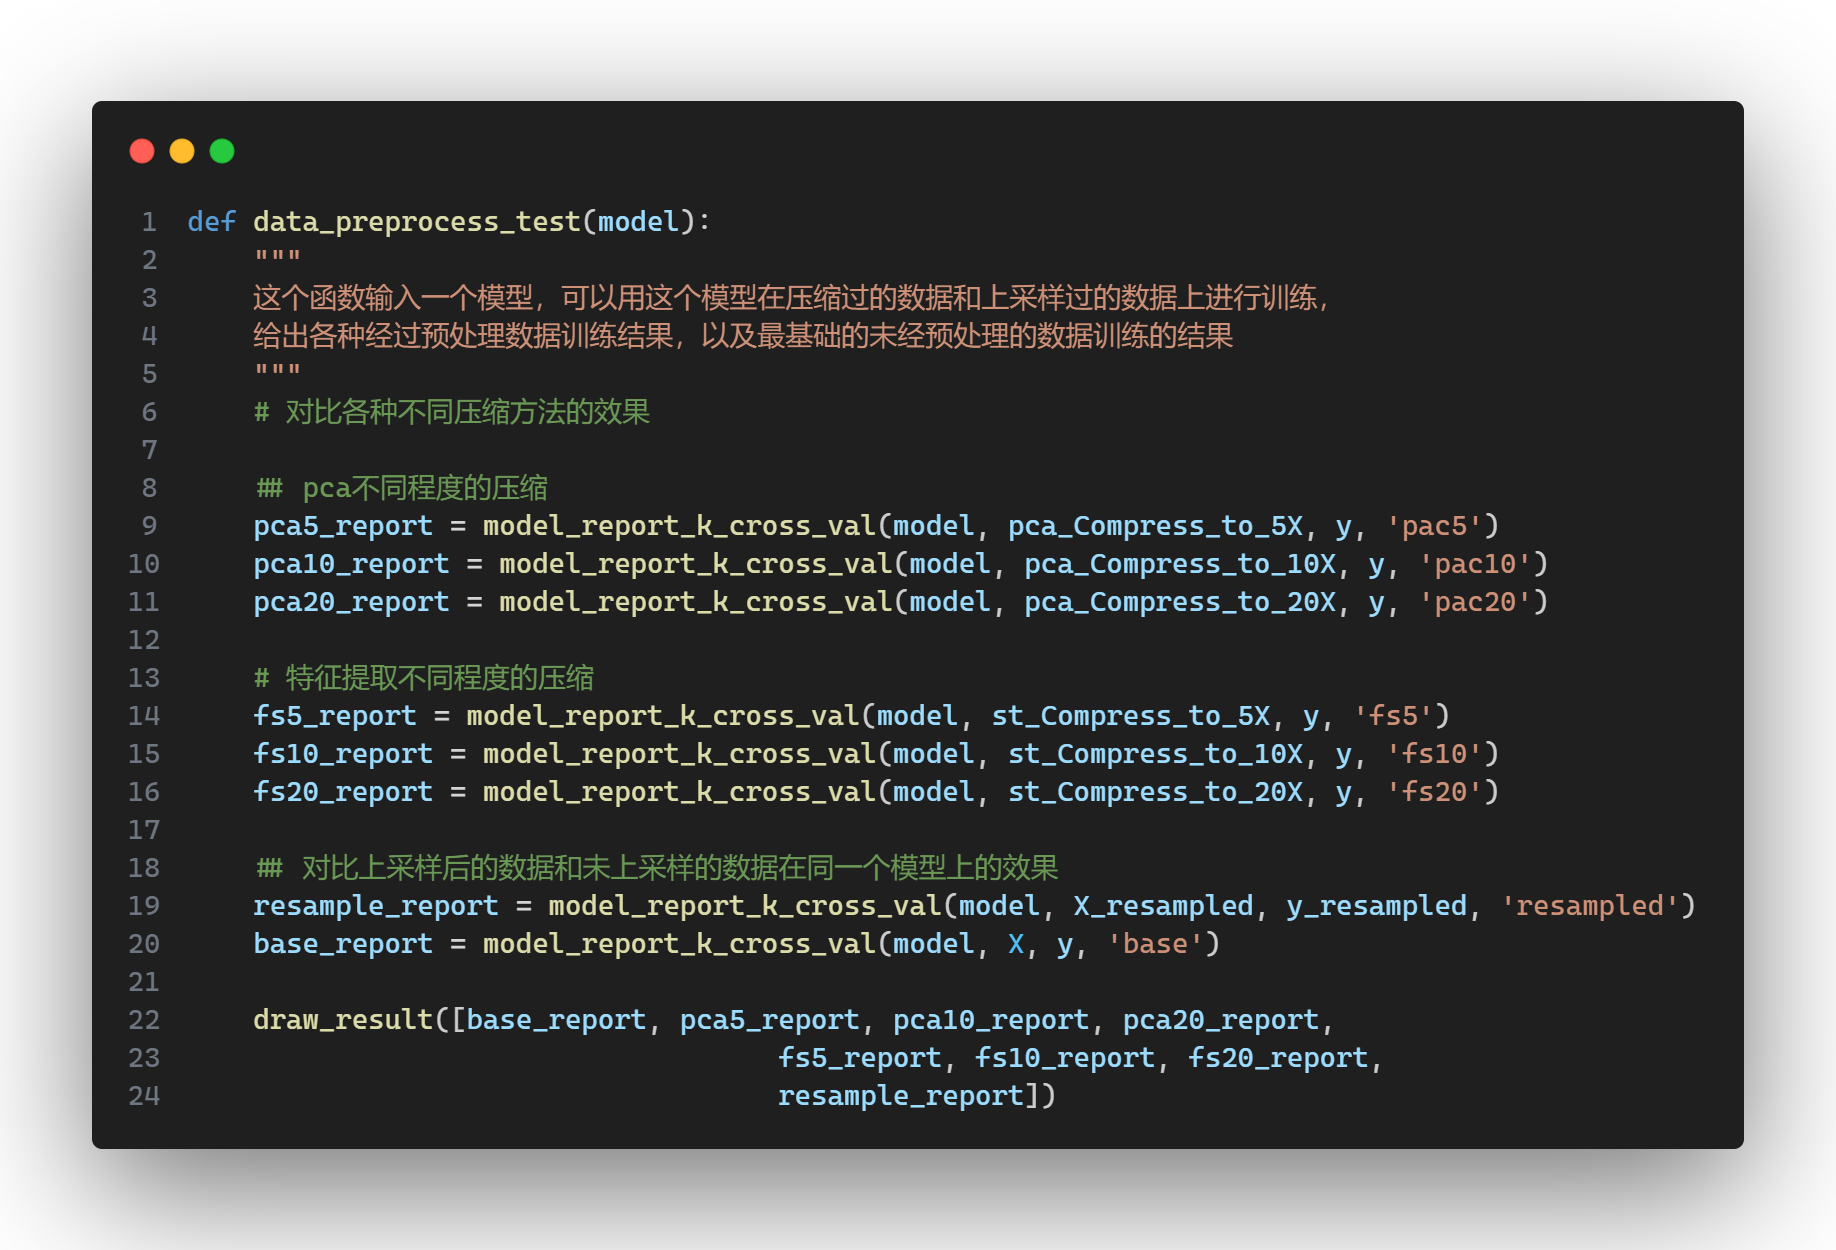 1 def data_preprocess_test(model):
2     """
3     这个函数输入一个模型，可以用这个模型在压缩过的数据和上采样过的数据上进行训练，
4     给出各种经过预处理数据训练结果，以及最基础的未经预处理的数据训练的结果
5     """
6     # 对比各种不同压缩方法的效果
7
8     ## pca不同程度的压缩
9     pca5_report = model_report_k_cross_val(model, pca_Compress_to_5X, y, 'pac5')
10     pca10_report = model_report_k_cross_val(model, pca_Compress_to_10X, y, 'pac10')
11     pca20_report = model_report_k_cross_val(model, pca_Compress_to_20X, y, 'pac20')
12
13     # 特征提取不同程度的压缩
14     fs5_report = model_report_k_cross_val(model, st_Compress_to_5X, y, 'fs5')
15     fs10_report = model_report_k_cross_val(model, st_Compress_to_10X, y, 'fs10')
16     fs20_report = model_report_k_cross_val(model, st_Compress_to_20X, y, 'fs20')
17
18     ## 对比上采样后的数据和未上采样的数据在同一个模型上的效果
19     resample_report = model_report_k_cross_val(model, X_resampled, y_resampled, 'resampled')
20     base_report = model_report_k_cross_val(model, X, y, 'base')
21
22     draw_result([base_report, pca5_report, pca10_report, pca20_report,
23                                     fs5_report, fs10_report, fs20_report,
24                                     resample_report])